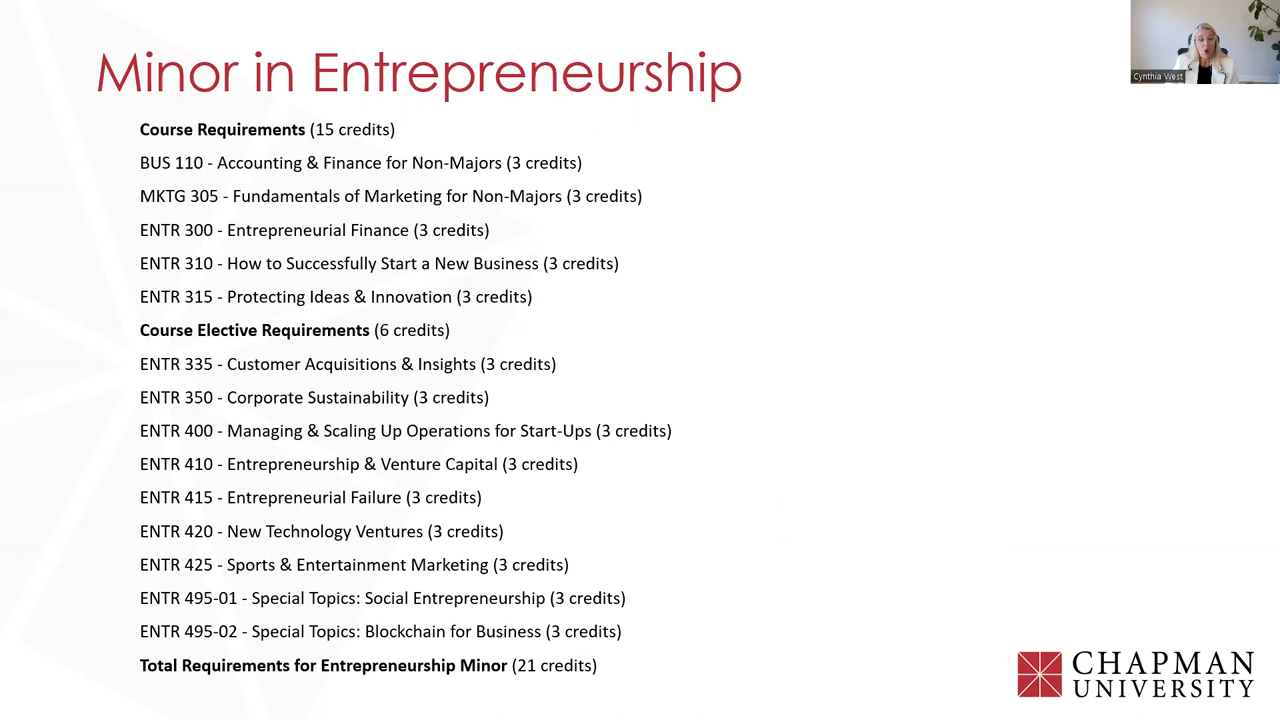 Minor in Entrepreneurship
Cynthia West
Course Requirements (15 credits)
BUS 110 - Accounting & Finance for Non-Majors (3 credits)
MKTG 305 - Fundamentals of Marketing for Non-Majors (3 credits)
ENTR 300 - Entrepreneurial Finance (3 credits)
ENTR 310 - How to Successfully Start a New Business (3 credits)
ENTR 315 - Protecting Ideas & Innovation (3 credits)
Course Elective Requirements (6 credits)
ENTR 335 - Customer Acquisitions & Insights (3 credits)
ENTR 350 - Corporate Sustainability (3 credits)
ENTR 400 - Managing & Scaling Up Operations for Start-Ups (3 credits)
ENTR 410 - Entrepreneurship & Venture Capital (3 credits)
ENTR 415 - Entrepreneurial Failure (3 credits)
ENTR 420 - New Technology Ventures (3 credits)
ENTR 425 - Sports & Entertainment Marketing (3 credits)
ENTR 495-01 - Special Topics: Social Entrepreneurship (3 credits)
ENTR 495-02 - Special Topics: Blockchain for Business (3 credits)
Total Requirements for Entrepreneurship Minor (21 credits)
CHAPMAN
UNIVERSITY